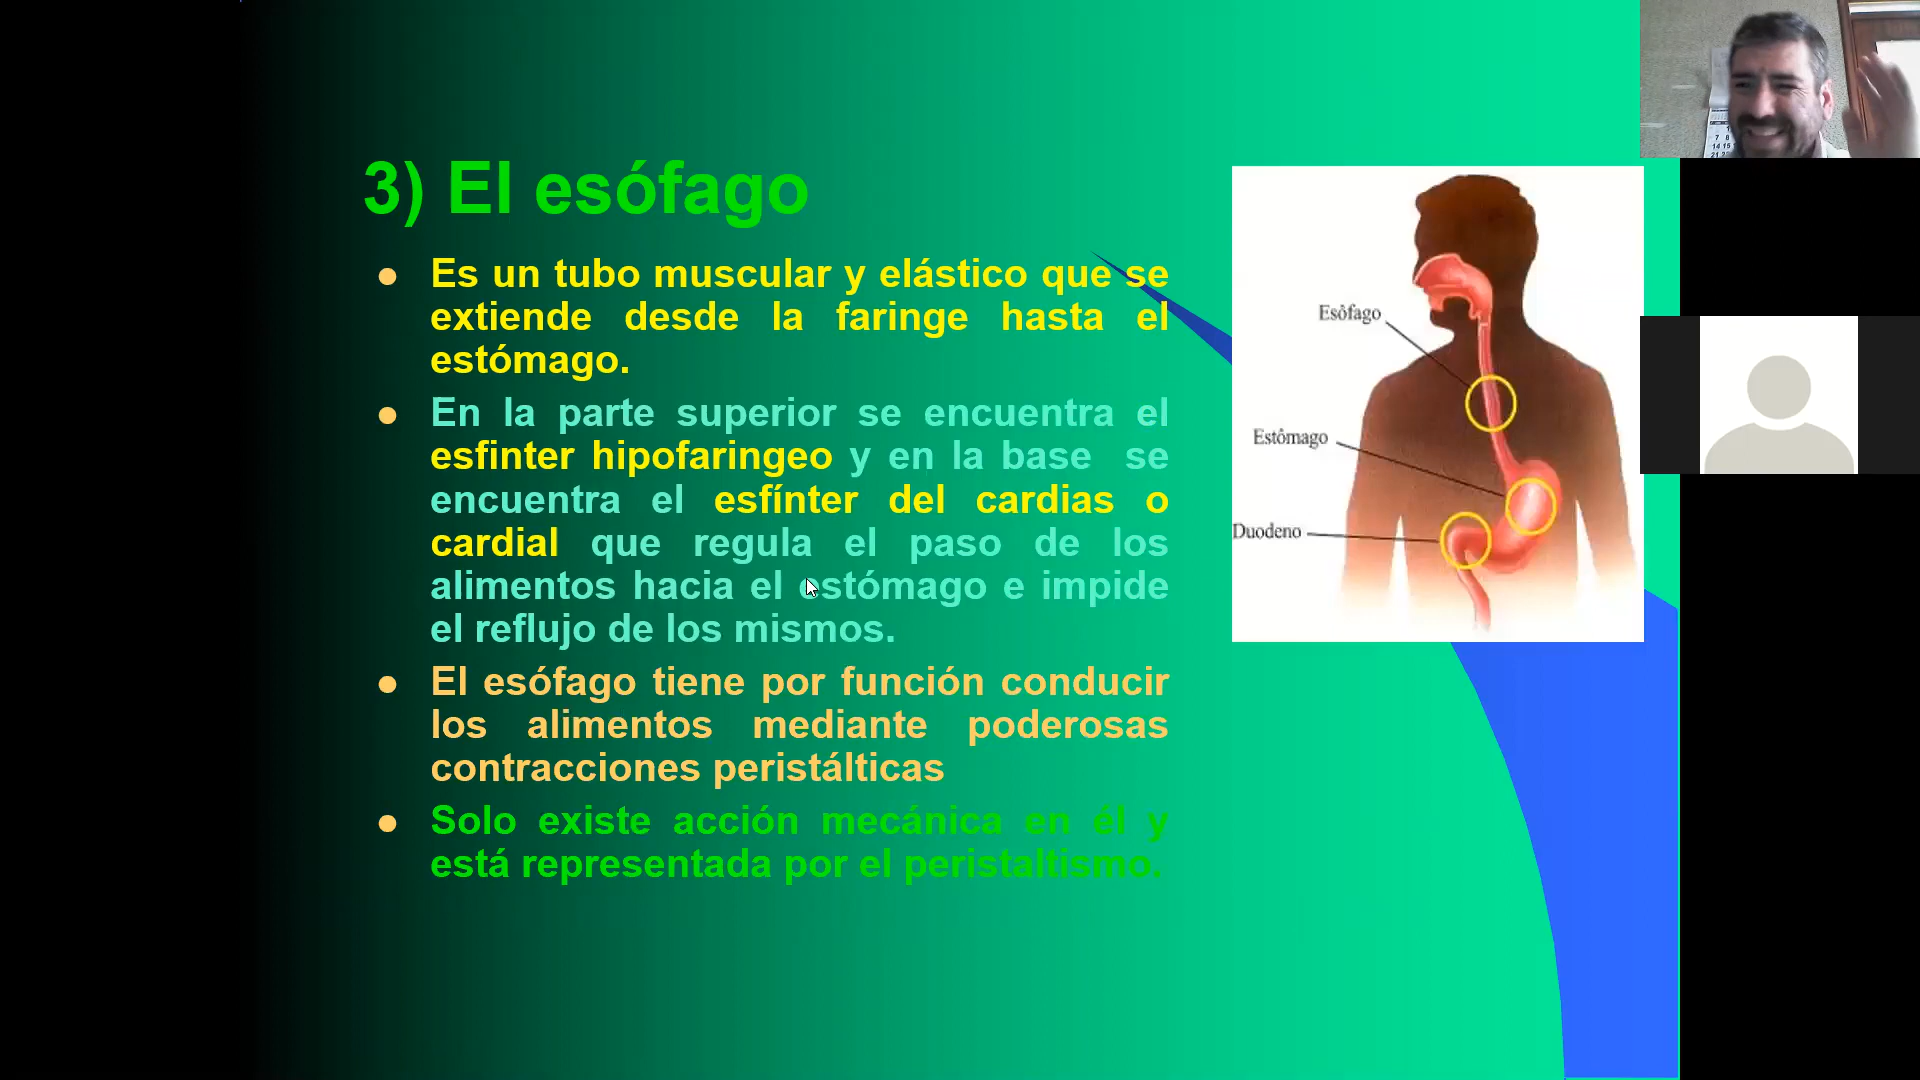 3) El esófago
Es un tubo muscular y elástico que se
extiende desde la faringe hasta el
estómago.
En la parte superior se encuentra el
esfinter hipofaringeo y en la base se
encuentra el esfínter del cardias o
cardial que regula el paso de los
alimentos hacia el estómago e impide
el reflujo de los mismos.
El esófago tiene por función conducir
los alimentos mediante poderosas
contracciones peristálticas
Solo existe acción mecánica en él y
está representada por el peristaltismo.
Esôfago
Estômago
Duodeno
7 8
14 15